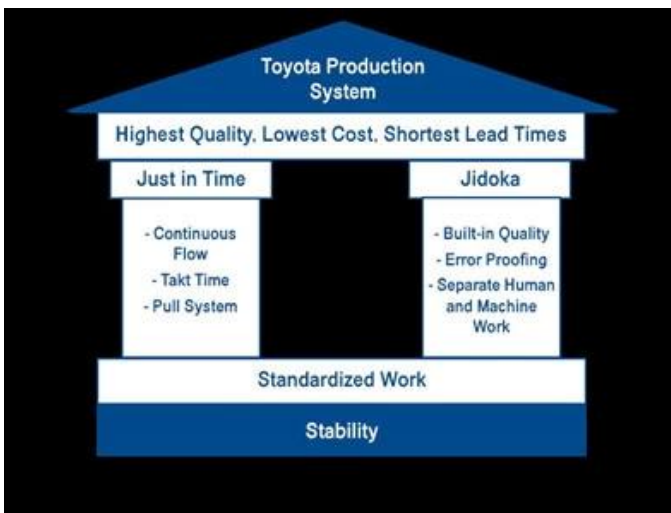 Toyota Production
System
Highest Quality, Lowest Cost, Shortest Lead Times
Just in Time
- Continuous
Flow
- Takt Time
- Pull System
Jidoka
- Built-in Quality
- Error Proofing
- Separate Human
and Machine
Work
Standardized Work
Stability